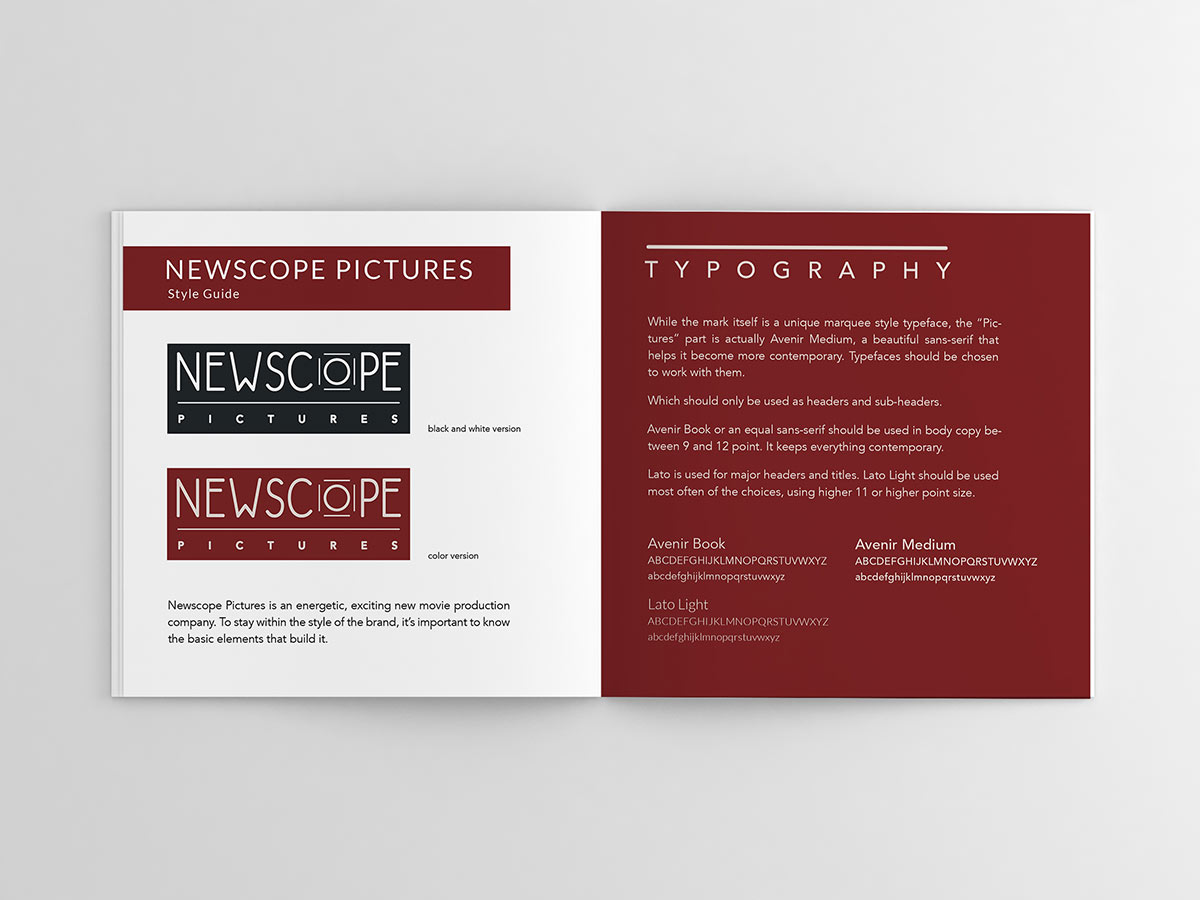 NEWSCOPE PICTURES
Style Guide
NEWSCOPE
PICTURES
black and white version
NEWSCOPE
PICTURES
color version
Newscope Pictures is an energetic, exciting new movie production
company. To stay within the style of the brand, it’s important to know
the basic elements that build it.
TYPOGRAPHY
While the mark itself is a unique marquee style typeface, the “Pic-
tures” part is actually Avenir Medium, a beautiful sans-serif that
helps it become more contemporary. Typefaces should be chosen
to work with them.
Which should only be used as headers and sub-headers.
Avenir Book or an equal sans-serif should be used in body copy be-
tween 9 and 12 point. It keeps everything contemporary.
Lato is used for major headers and titles. Lato Light should be used
most often of the choices, using higher 11 or higher point size.
Avenir Book
ABCDEFGHIJKLMNOPQRSTUVWXYZ
abcdefghijklmnopqrstuvwxyz
Avenir Medium
ABCDEFGHIJKLMNOPQRSTUVWXYZ
abcdefghijklmnopqrstuvwxyz
Lato Light
ABCDEFGHIJKLMNOPQRSTUVWXYZ
abcdefghijklmnopqrstuvwxyz